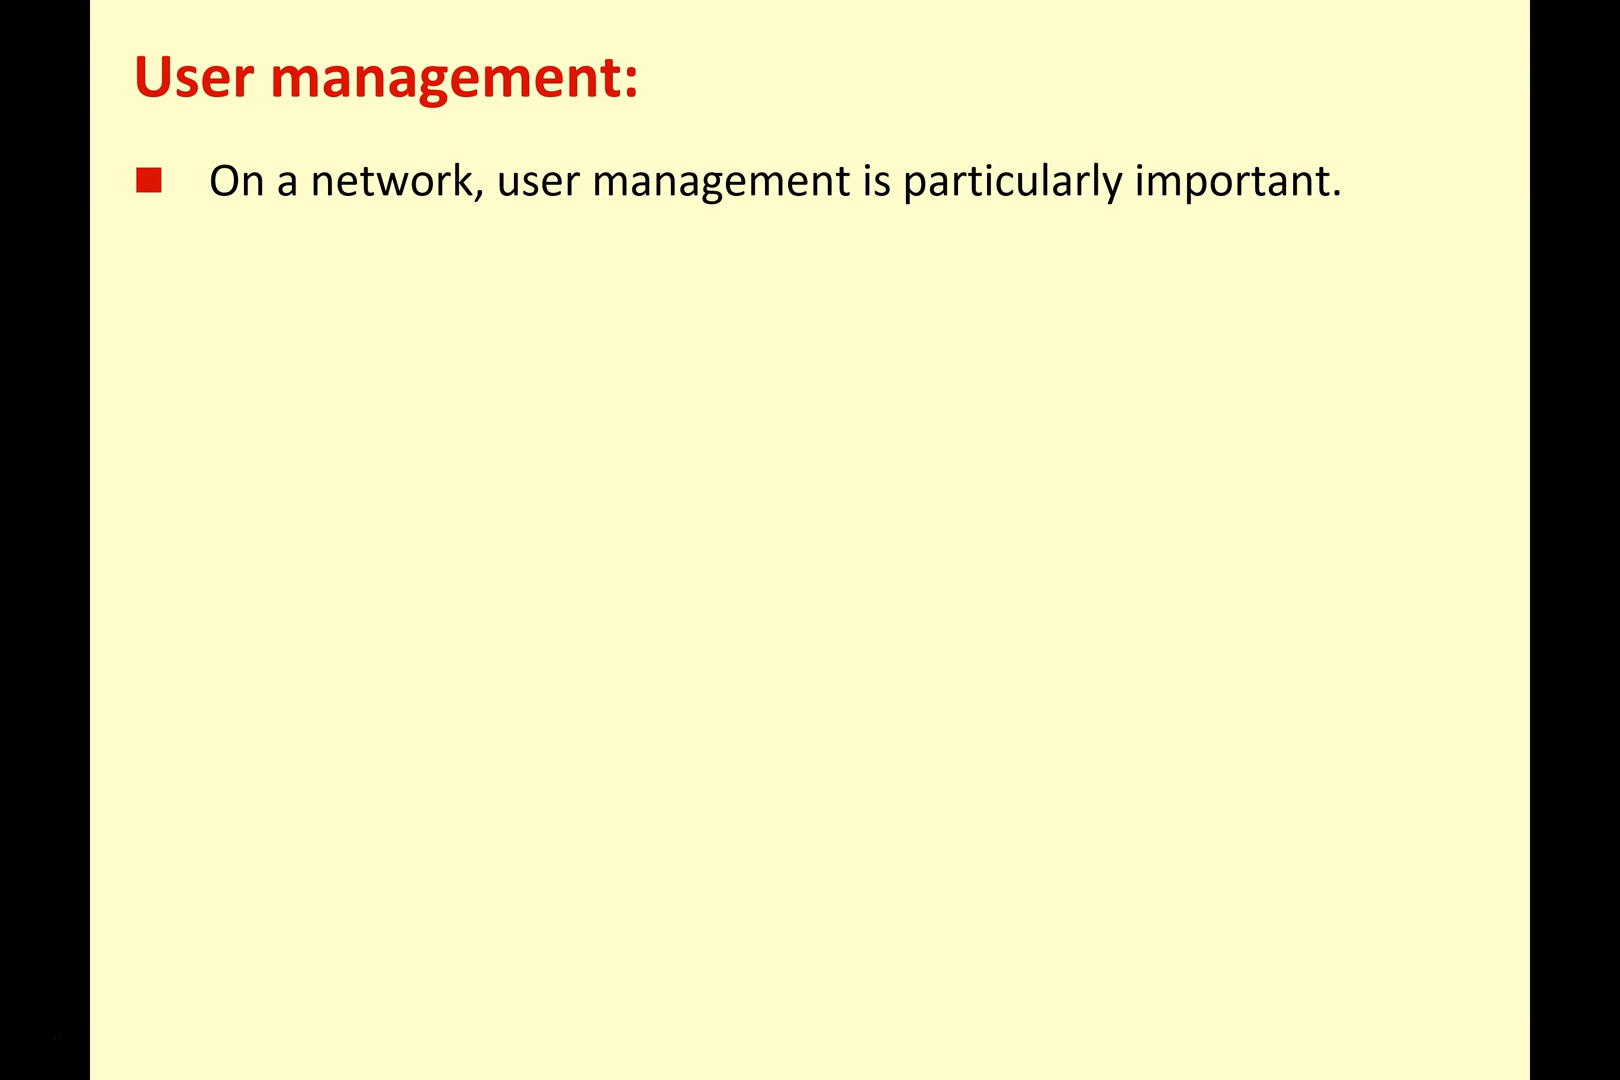 User management:
On a network, user management is particularly important.